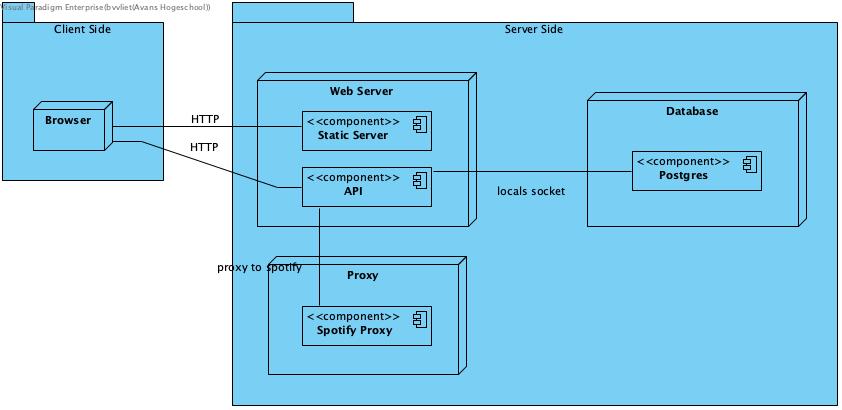 Visual Paradigm Enterprise(bvvliet(Avans Hogeschool))
Client Side
Server Side
Web Server
Browser
HTTP
<<component>>
Static Server
HTTP
<<component>>
API
locals socket
Database
<<component>>
Postgres
proxy to spotify
Proxy
<<component>>
Spotify Proxy